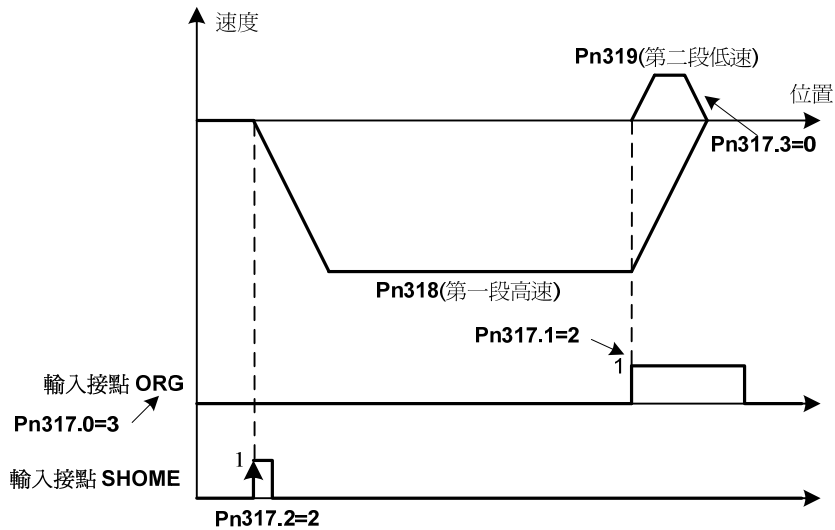 速度
Pn319(第二段低速)
位置
Pn317.3=0
Pn318(第一段高速)
Pn317.1=2
1
輸入接點 ORG
Pn317.0=3
1
輸入接點 SHOME
Pn317.2=2